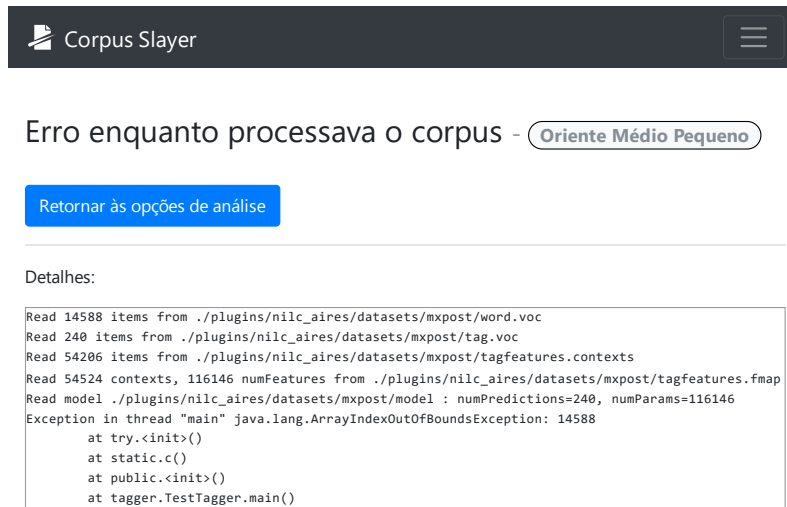 Corpus Slayer
Erro enquanto processava o corpus - Oriente Médio Pequeno
Retornar às opções de análise
Detalhes:
Read 14588 items from ./plugins/nilc_aires/datasets/mxpost/word.voc
Read 240 items from ./plugins/nilc_aires/datasets/mxpost/tag.voc
Read 54206 items from ./plugins/nilc_aires/datasets/mxpost/tagfeatures.contexts
Read 54524 contexts, 116146 numFeatures from ./plugins/nilc_aires/datasets/mxpost/tagfeatures.fmap
Read model ./plugins/nilc_aires/datasets/mxpost/model : numPredictions=240, numParams=116146
Exception in thread "main" java.lang.ArrayIndexOutOfBoundsException: 14588
        at try.<init>()
        at static.c()
        at public.<init>()
        at tagger.TestTagger.main()